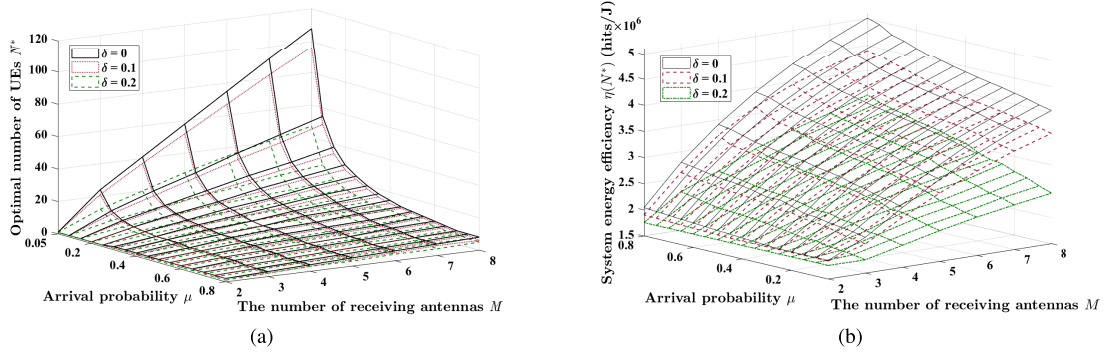 120
100
80
60
40
20
0
Optimal number of UEs N*
δ = 0
δ = 0.1
δ = 0.2
0.05
0.2
0.4
0.6
0.8
Arrival probability μ
2
3
4
5
6
7
8
The number of receiving antennas M
(a)
×10⁶
5
4.5
4
3.5
3
2.5
2
1.5
System energy efficiency η(N*) (bits/J)
δ = 0
δ = 0.1
δ = 0.2
0.8
0.6
0.4
0.2
Arrival probability μ
2
3
4
5
6
7
8
The number of receiving antennas M
(b)